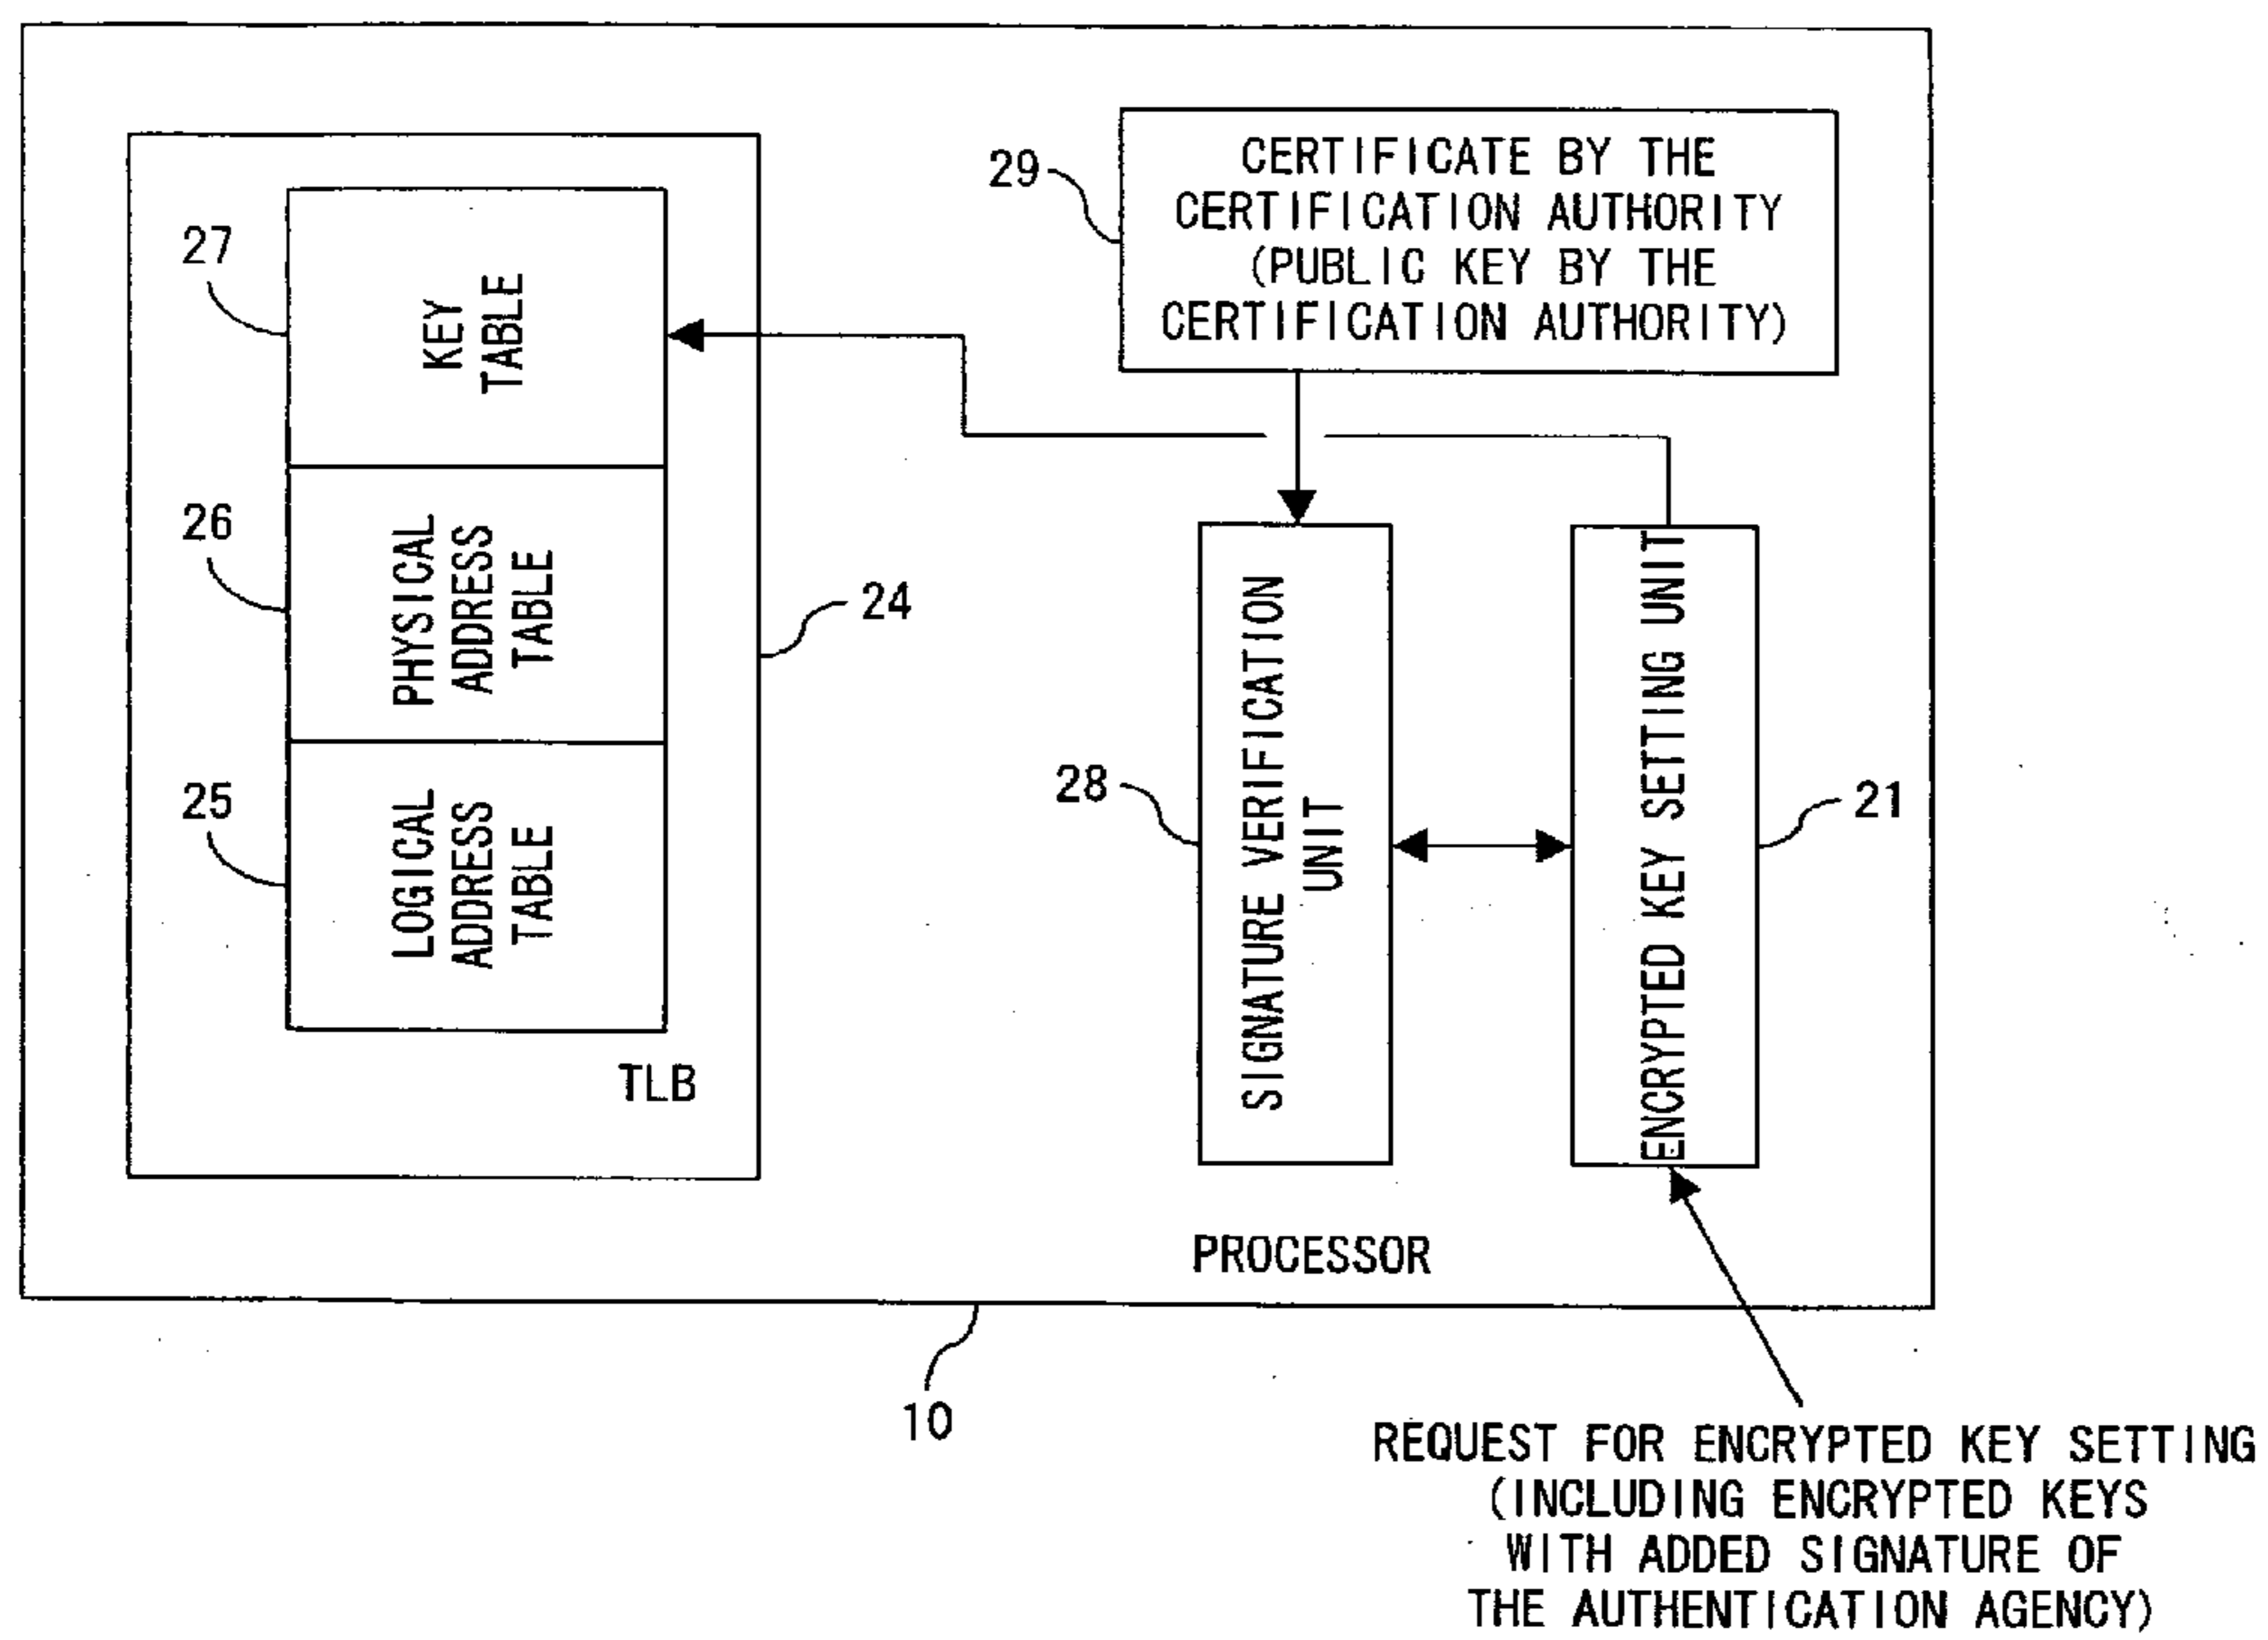 29
CERTIFICATE BY THE
CERTIFICATION AUTHORITY
(PUBLIC KEY BY THE
CERTIFICATION AUTHORITY)
27
KEY
TABLE
26
PHYSICAL
ADDRESS
TABLE
25
LOGICAL
ADDRESS
TABLE
TLB
24
28
SIGNATURE VERIFICATION
UNIT
ENCRYPTED KEY SETTING UNIT
21
PROCESSOR
10
REQUEST FOR ENCRYPTED KEY SETTING
(INCLUDING ENCRYPTED KEYS
WITH ADDED SIGNATURE OF
THE AUTHENTICATION AGENCY)